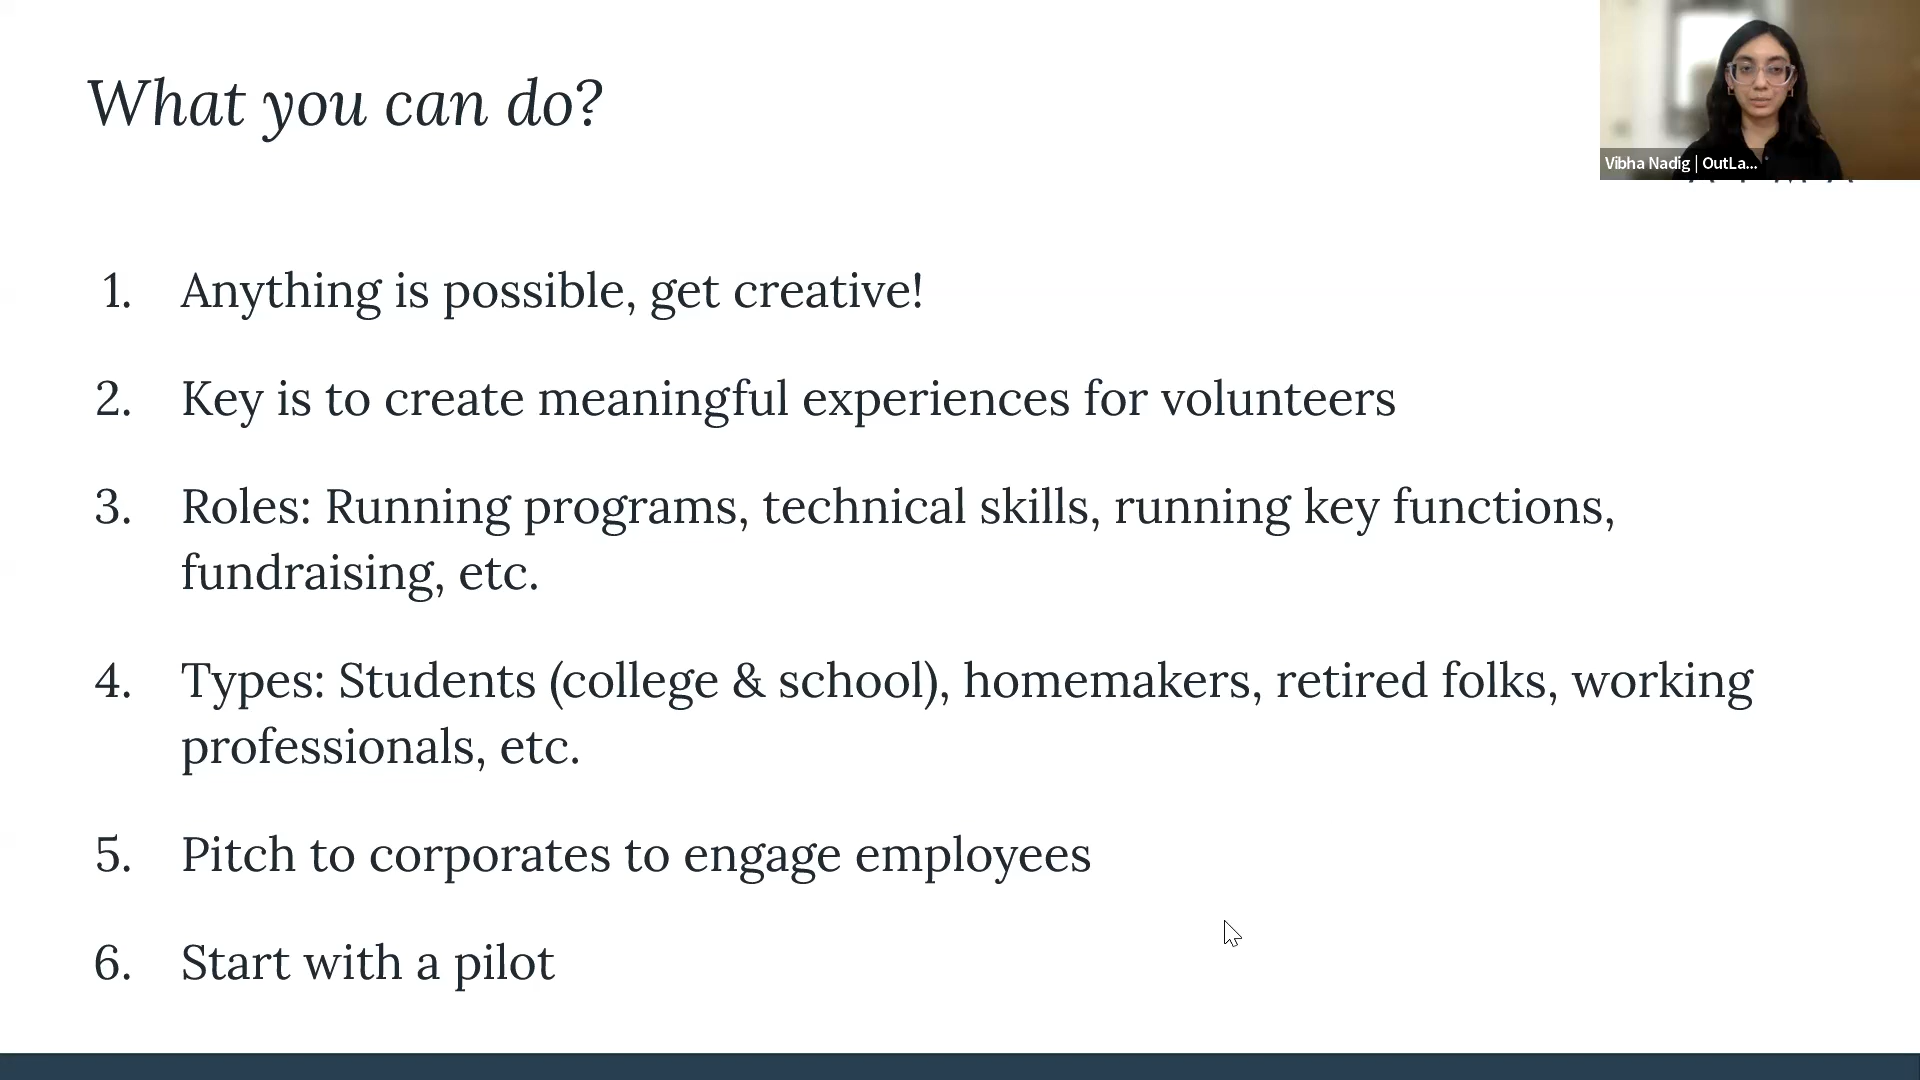 What you can do?
Vibha Nadig | OutLa...
1. Anything is possible, get creative!
2. Key is to create meaningful experiences for volunteers
3. Roles: Running programs, technical skills, running key functions,
fundraising, etc.
4. Types: Students (college & school), homemakers, retired folks, working
professionals, etc.
5. Pitch to corporates to engage employees
6. Start with a pilot